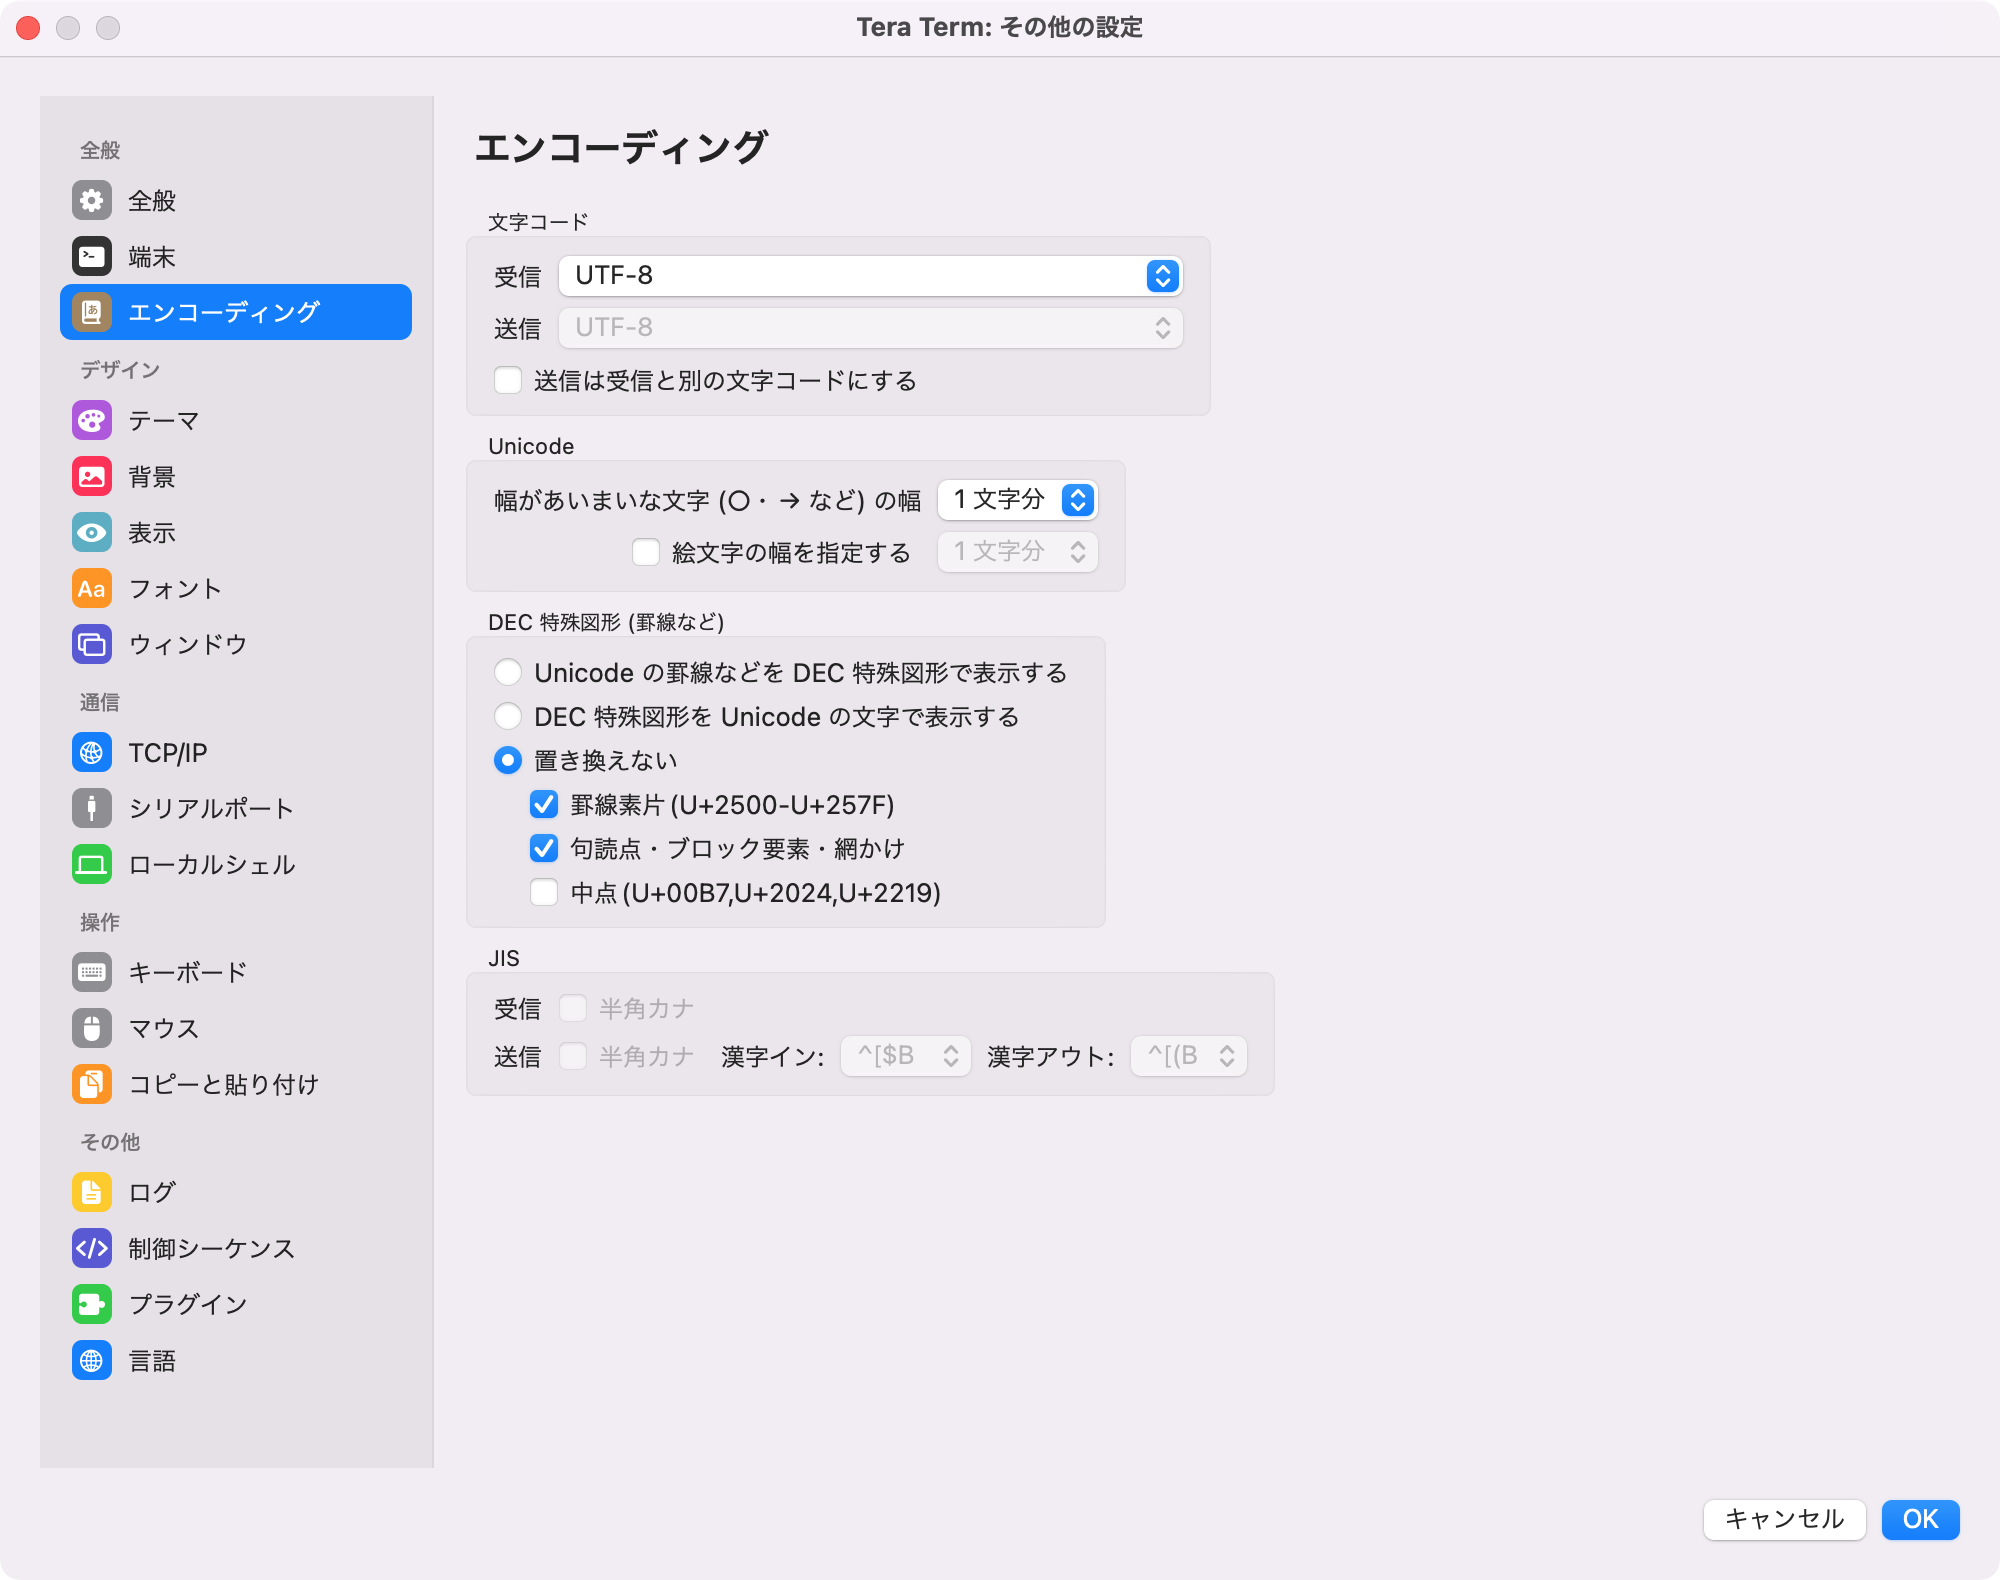 Tera Term: その他の設定
全般
全般
端末
エンコーディング
デザイン
テーマ
背景
表示
Aa フォント
ウィンドウ
通信
TCP/IP
シリアルポート
ローカルシェル
操作
キーボード
マウス
コピーと貼り付け
その他
ログ
制御シーケンス
プラグイン
言語
エンコーディング
文字コード
受信 UTF-8
送信 UTF-8
送信は受信と別の文字コードにする
Unicode
幅があいまいな文字 (○・→ など) の幅 1 文字分
絵文字の幅を指定する 1 文字分
DEC 特殊図形 (罫線など)
Unicode の罫線などを DEC 特殊図形で表示する
DEC 特殊図形を Unicode の文字で表示する
置き換えない
罫線素片(U+2500-U+257F)
句読点・ブロック要素・網かけ
中点(U+00B7,U+2024,U+2219)
JIS
受信 半角カナ
送信 半角カナ 漢字イン: ^[$B 漢字アウト: ^[(B
キャンセル OK